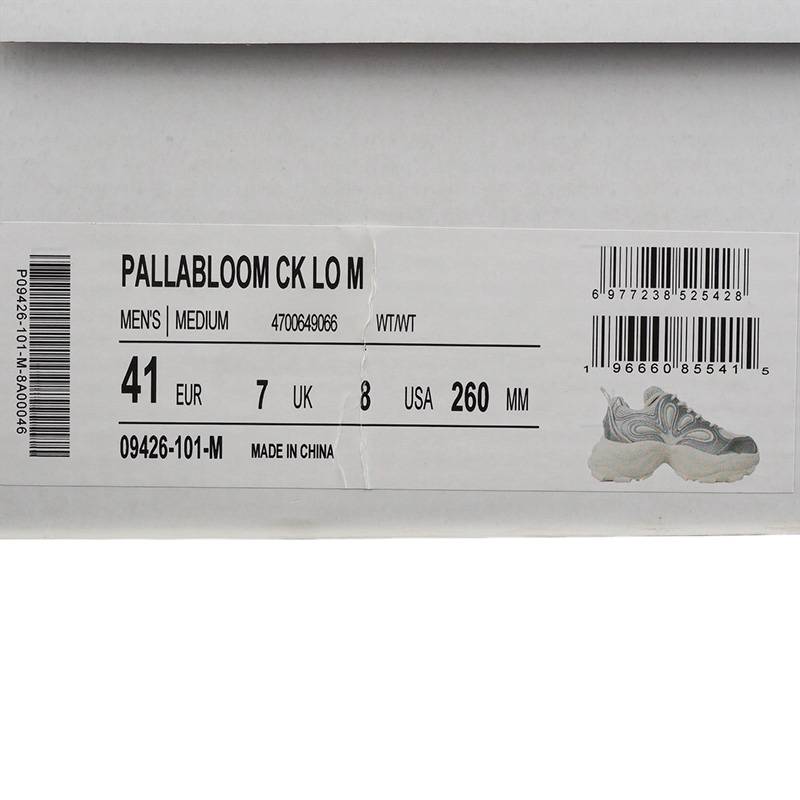 P09426-101-M-8A00046
PALLABLOOM CK LO M
MEN'S | MEDIUM 4700649066 WT/WT
41 EUR 7 UK 8 USA 260 MM
09426-101-M MADE IN CHINA
6 977238 525428
1 96660 85541 5